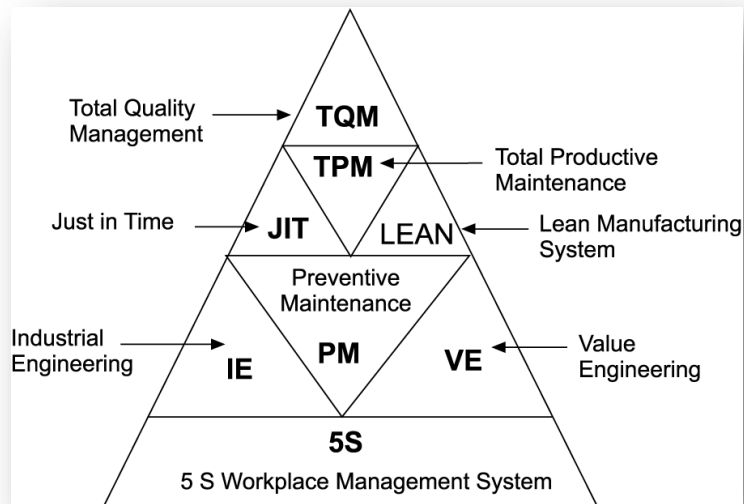 Total Quality
Management
TQM
TPM
Total Productive
Maintenance
Just in Time
JIT
LEAN
Lean Manufacturing
System
Preventive
Maintenance
Industrial
Engineering
IE
PM
VE
Value
Engineering
5S
5 S Workplace Management System